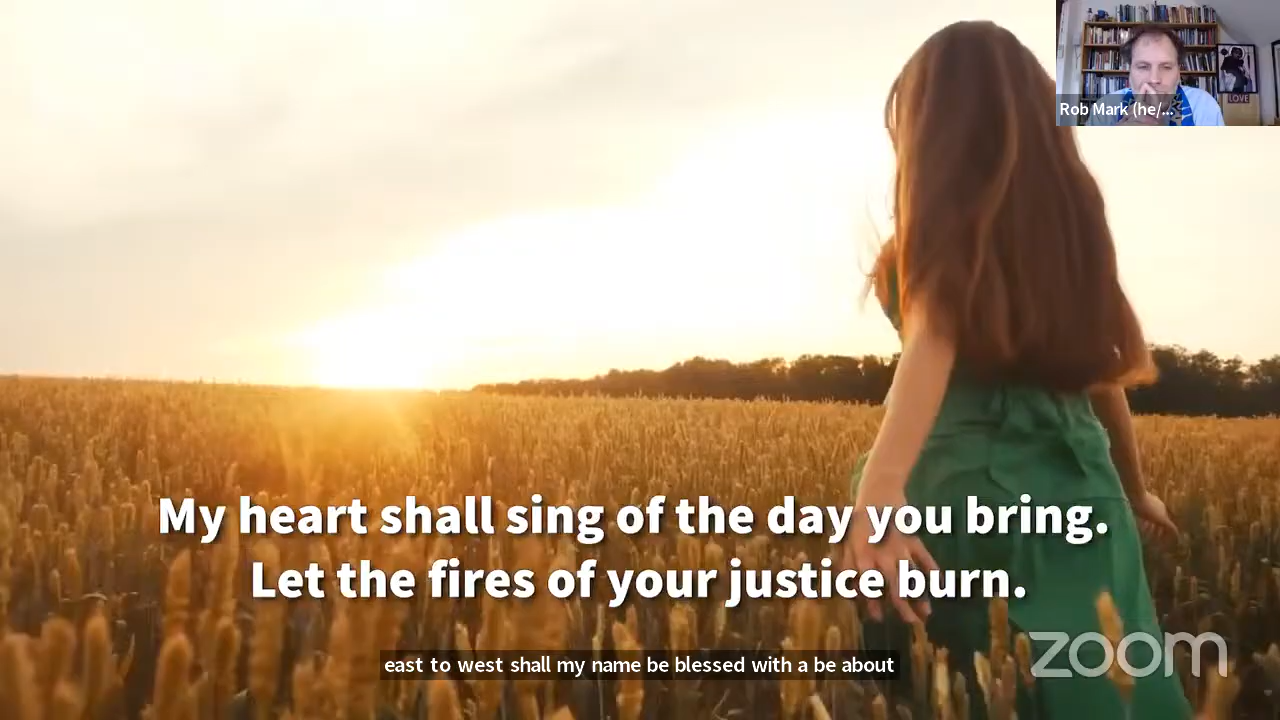 LOVE
Rob Mark (he/...
My heart shall sing of the day you bring.
Let the fires of your justice burn.
zoom
east to west shall my name be blessed with a be about